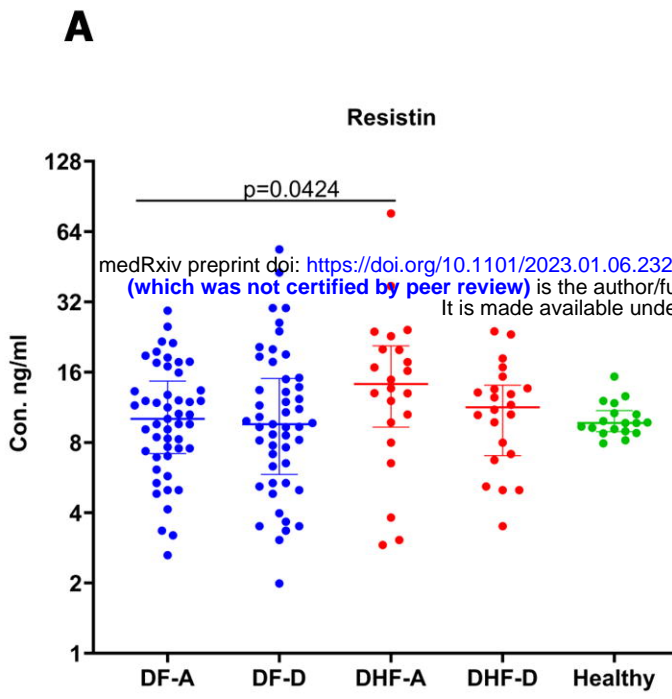 A
Resistin
128
p=0.0424
64
medRxiv preprint doi: https://doi.org/10.1101/2023.01.06.232
(which was not certified by peer review) is the author/fu
It is made available unde
32
16
Con. ng/ml
8
4
2
1
DF-A DF-D DHF-A DHF-D Healthy